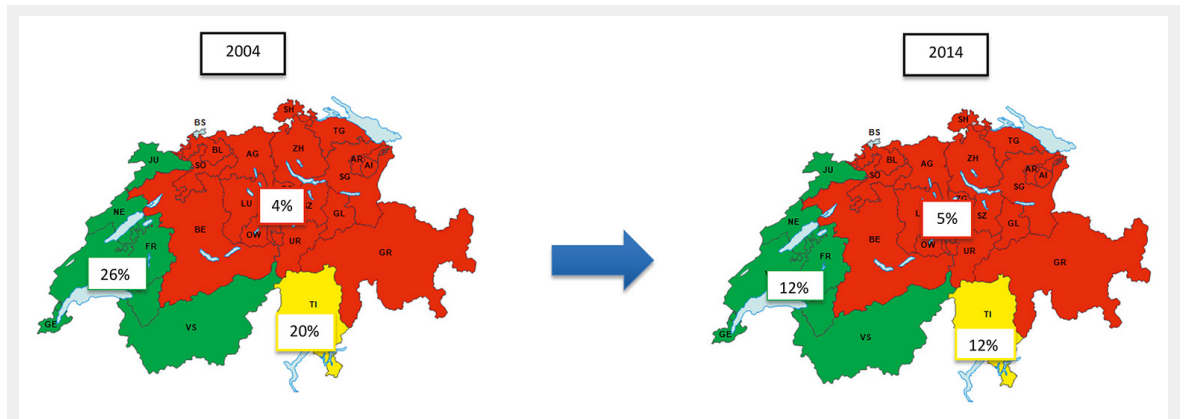 2004
SH
BS
TG
BL
AG
ZH
JU
SO
AR
AI
SG
LU
4%
SZ
GL
NE
BE
OW
UR
FR
GR
26%
TI
GE
VS
20%
2014
SH
BS
TG
BL
AG
ZH
JU
SO
AR
AI
SG
L
ZG
SZ
5%
GL
NE
BE
OW
UR
FR
GR
12%
TI
GE
VS
12%